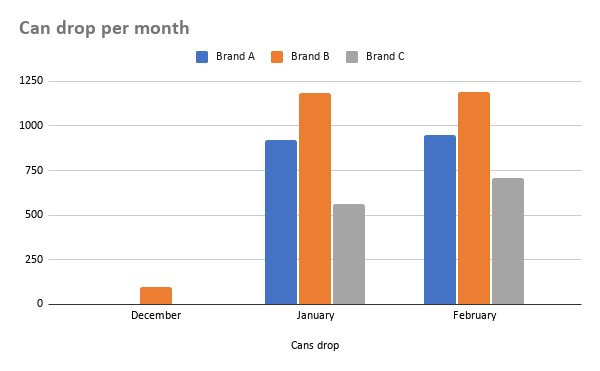 Can drop per month
Brand A Brand B Brand C
1250
1000
750
500
250
0
December January February
Cans drop